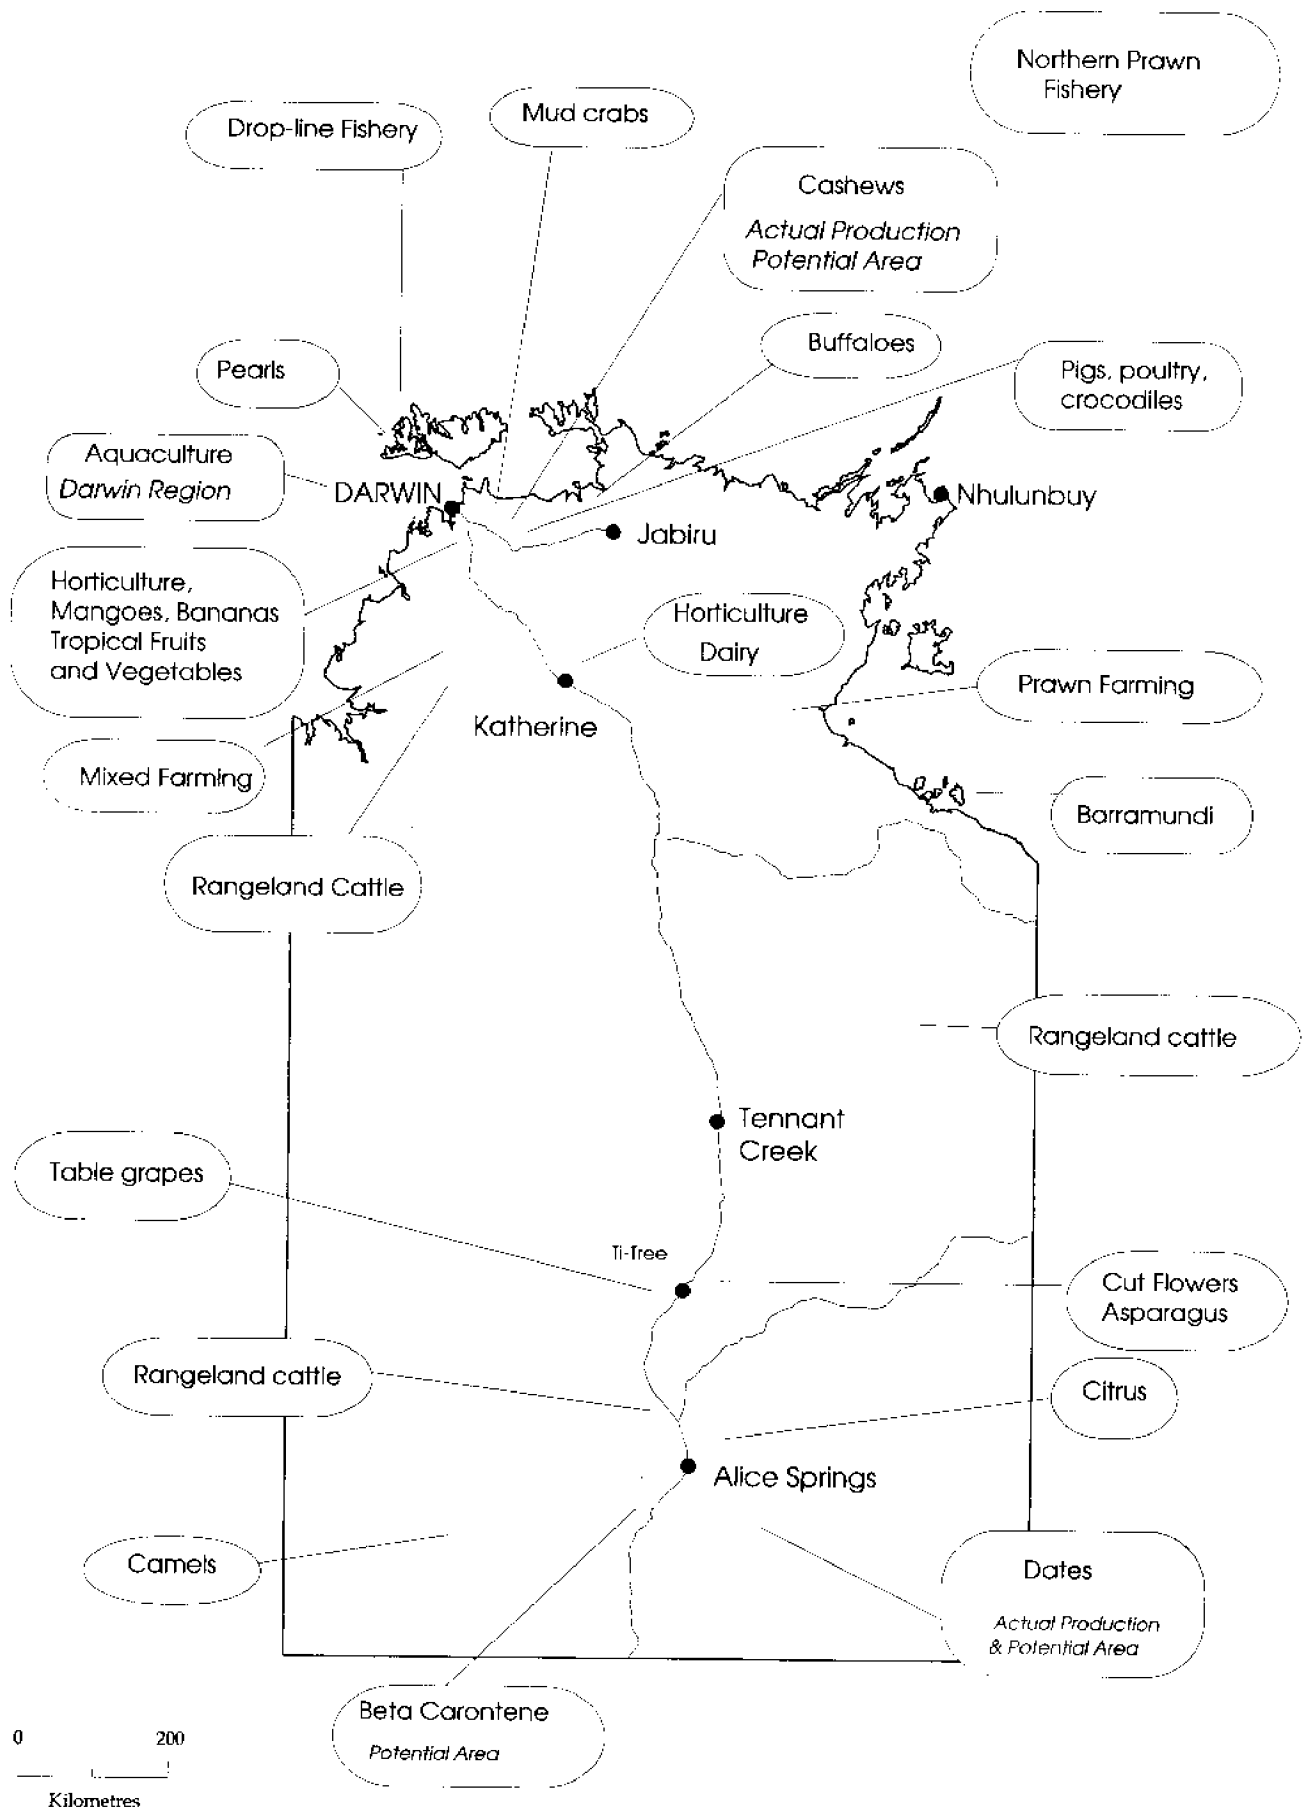 Northern Prawn
Fishery
Mud crabs
Drop-line Fishery
Cashews
Actual Production
Potential Area
Buffaloes
Pearls
Pigs, poultry,
crocodiles
Aquaculture
Darwin Region
DARWIN
Nhulunbuy
Jabiru
Horticulture,
Mangoes, Bananas
Tropical Fruits
and Vegetables
Horticulture
Dairy
Prawn Farming
Katherine
Mixed Farming
Barramundi
Rangeland Cattle
Rangeland cattle
Tennant
Creek
Table grapes
Ti-Tree
Cut Flowers
Asparagus
Rangeland cattle
Citrus
Alice Springs
Camels
Dates
Actual Production
& Potential Area
Beta Carontene
Potential Area
0 200
Kilometres